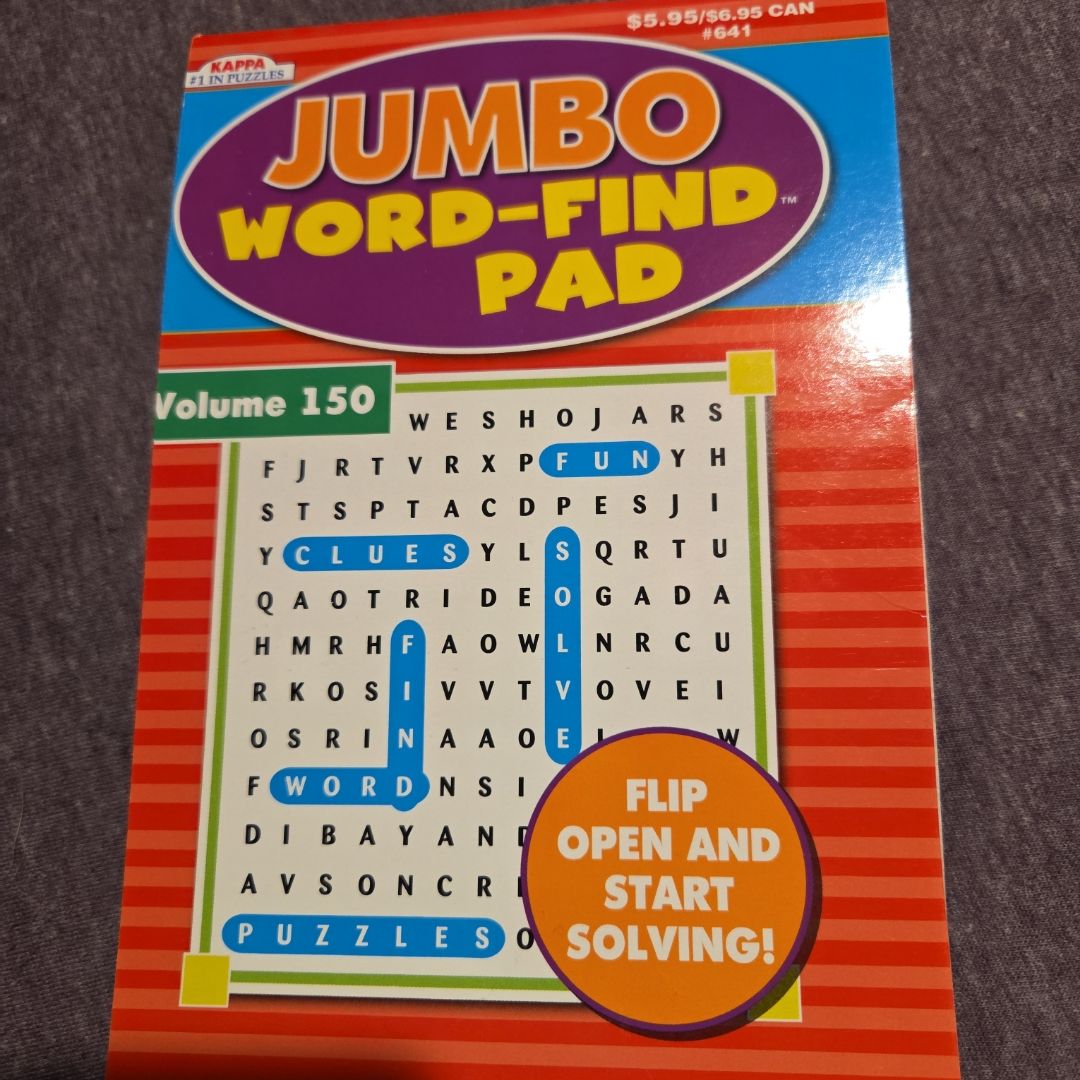 $5.95/$6.95 CAN
#641
KAPPA
#1 IN PUZZLES
JUMBO
WORD-FIND™
PAD
Volume 150
W E S H O J A R S
F J R T V R X P F U N Y H
S T S P T A C D P E S J I
Y C L U E S Y L S Q R T U
Q A O T R I D E O G A D A
H M R H F A O W L N R C U
R K O S I V V T V O V E I
O S R I N A A O E W
F W O R D N S I
D I B A Y A N
A V S O N C R
P U Z Z L E S O
FLIP
OPEN AND
START
SOLVING!